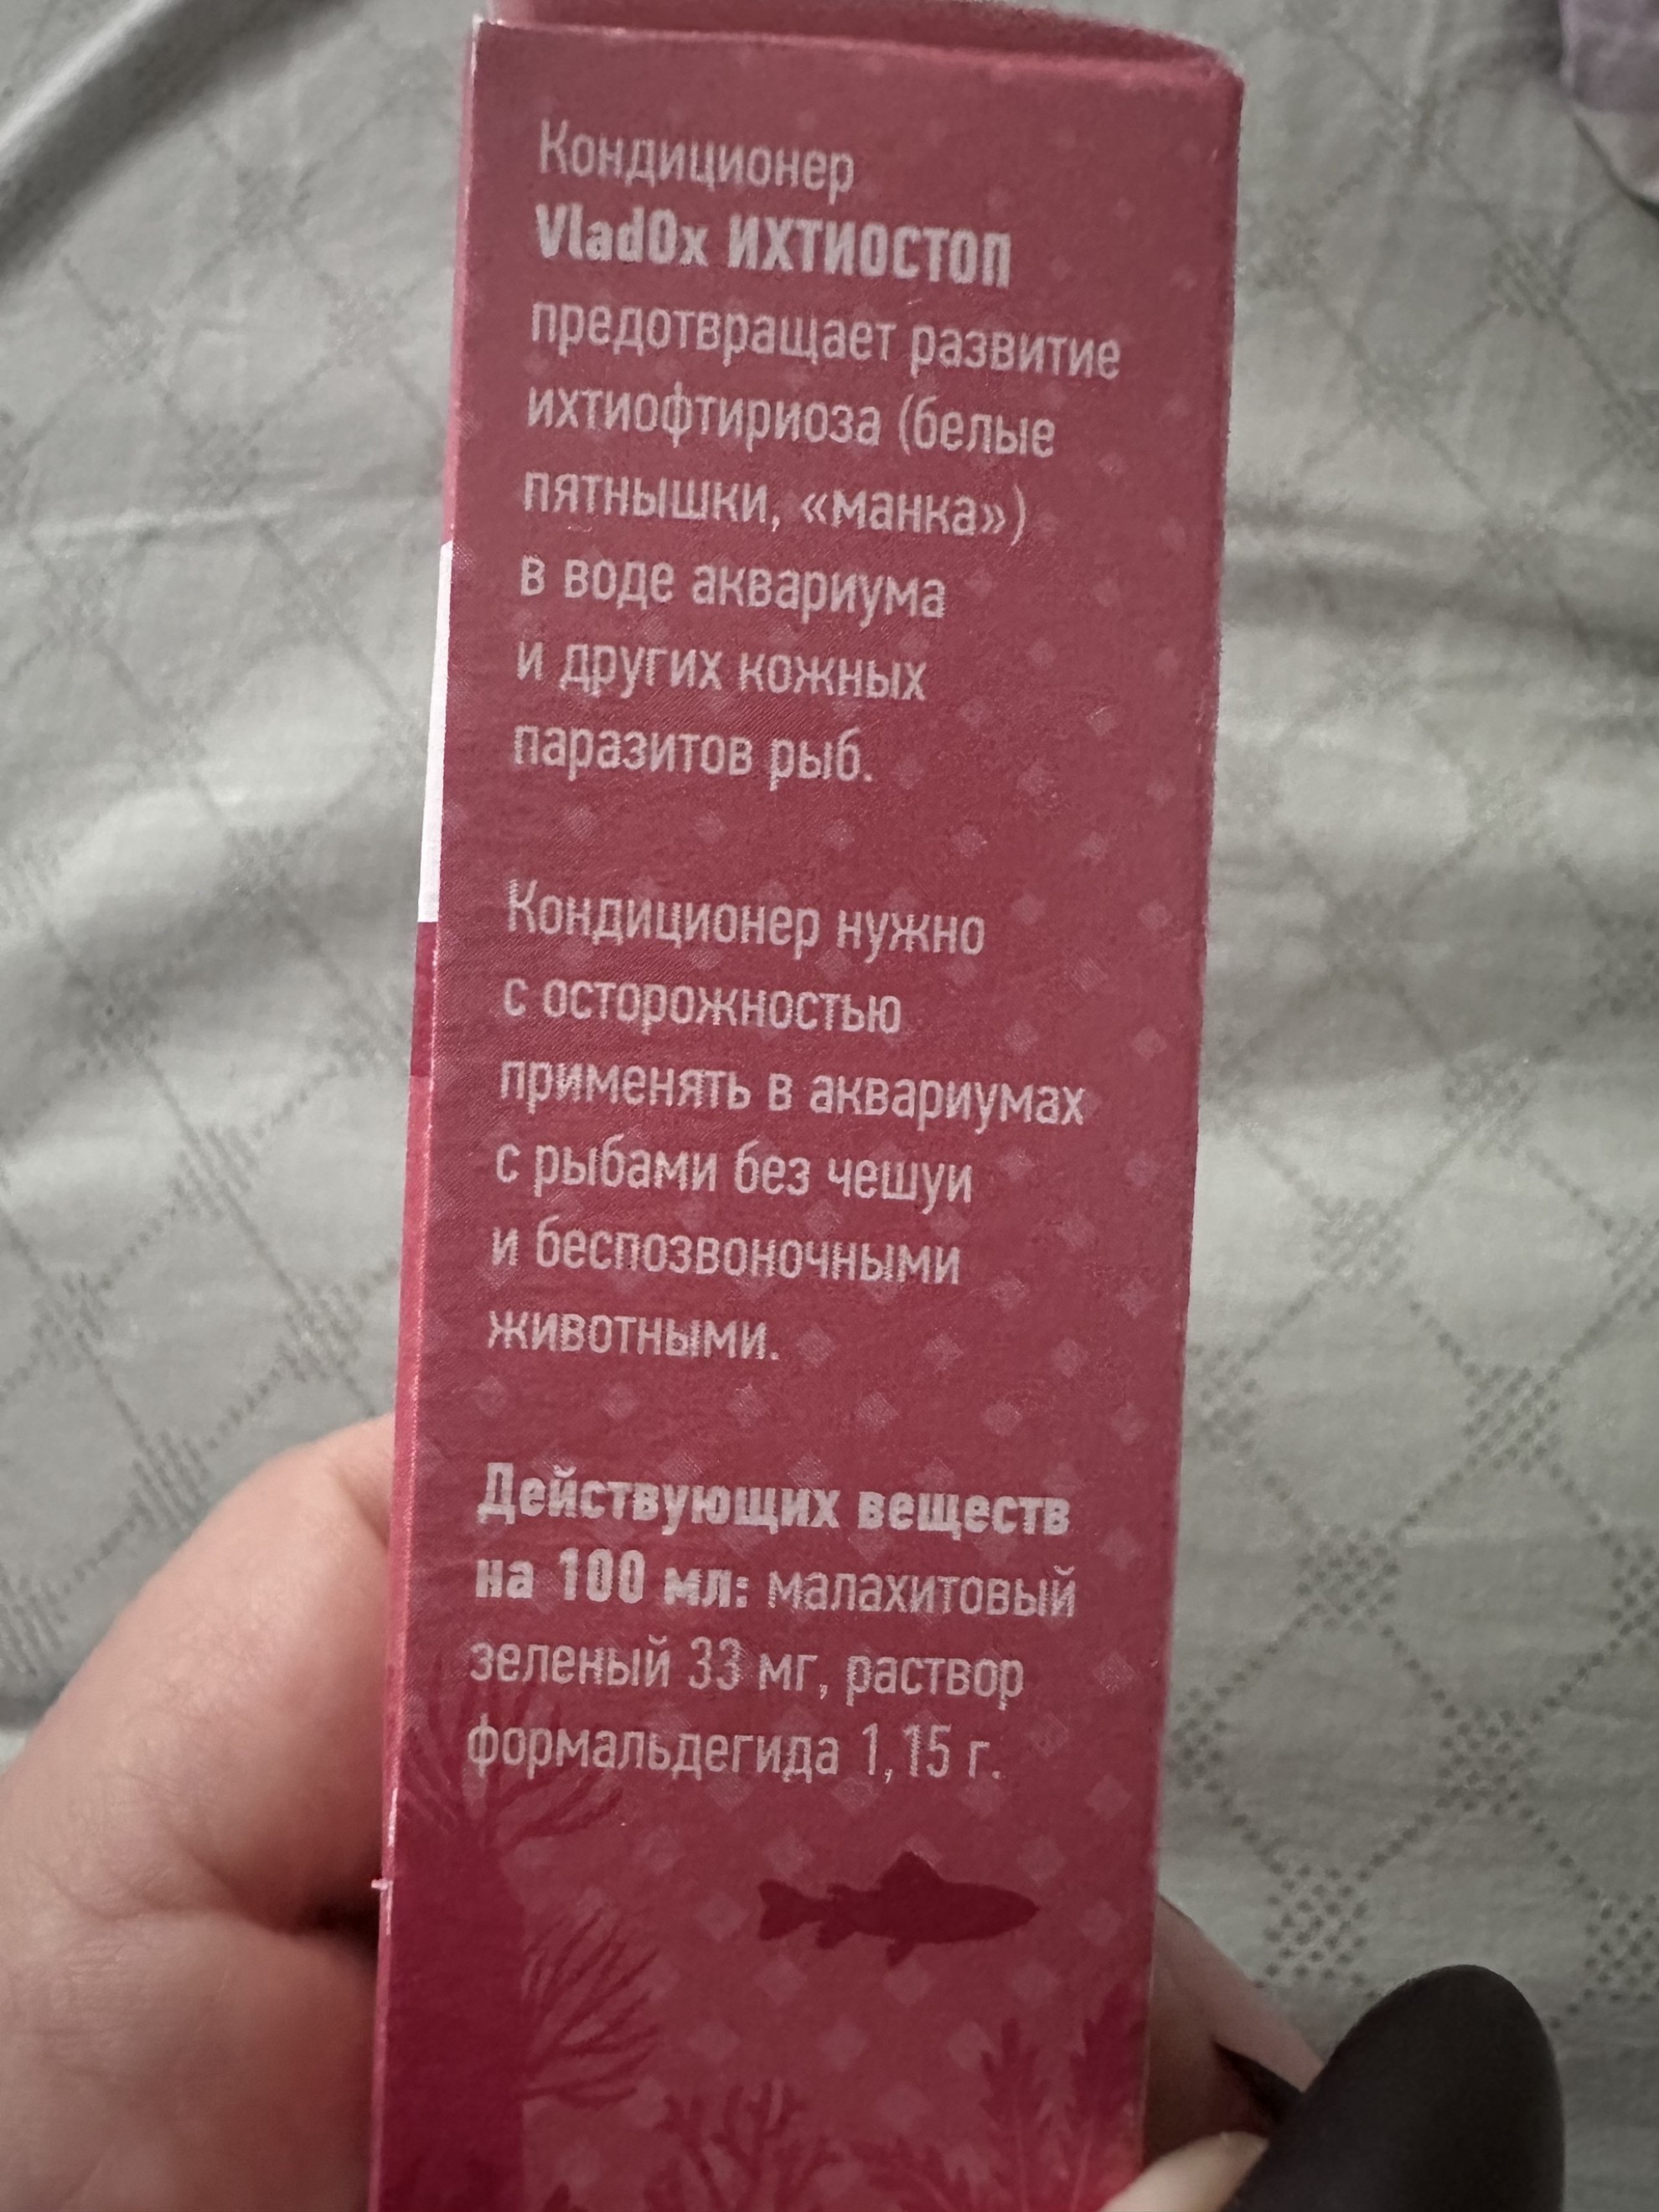 Кондиционер
VladOx ИХТИОСТОП
предотвращает развитие
ихтиофтириоза (белые
пятнышки, «манка»)
в воде аквариума
и других кожных
паразитов рыб.
Кондиционер нужно
с осторожностью
применять в аквариумах
с рыбами без чешуи
и беспозвоночными
животными.
Действующих веществ
на 100 мл: малахитовый
зеленый 33 мг, раствор
формальдегида 1,15 г.